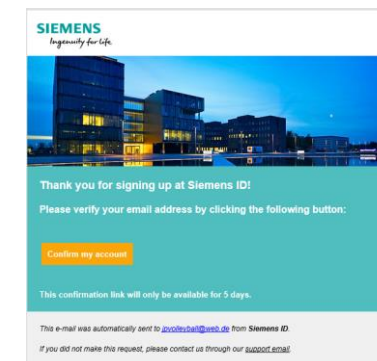 SIEMENS
Ingenuity for life
Thank you for signing up at Siemens ID!
Please verify your email address by clicking the following button:
Confirm my account
This confirmation link will only be available for 5 days.
This e-mail was automatically sent to jpvolleyball@web.de from Siemens ID.
If you did not make this request, please contact us through our support email.